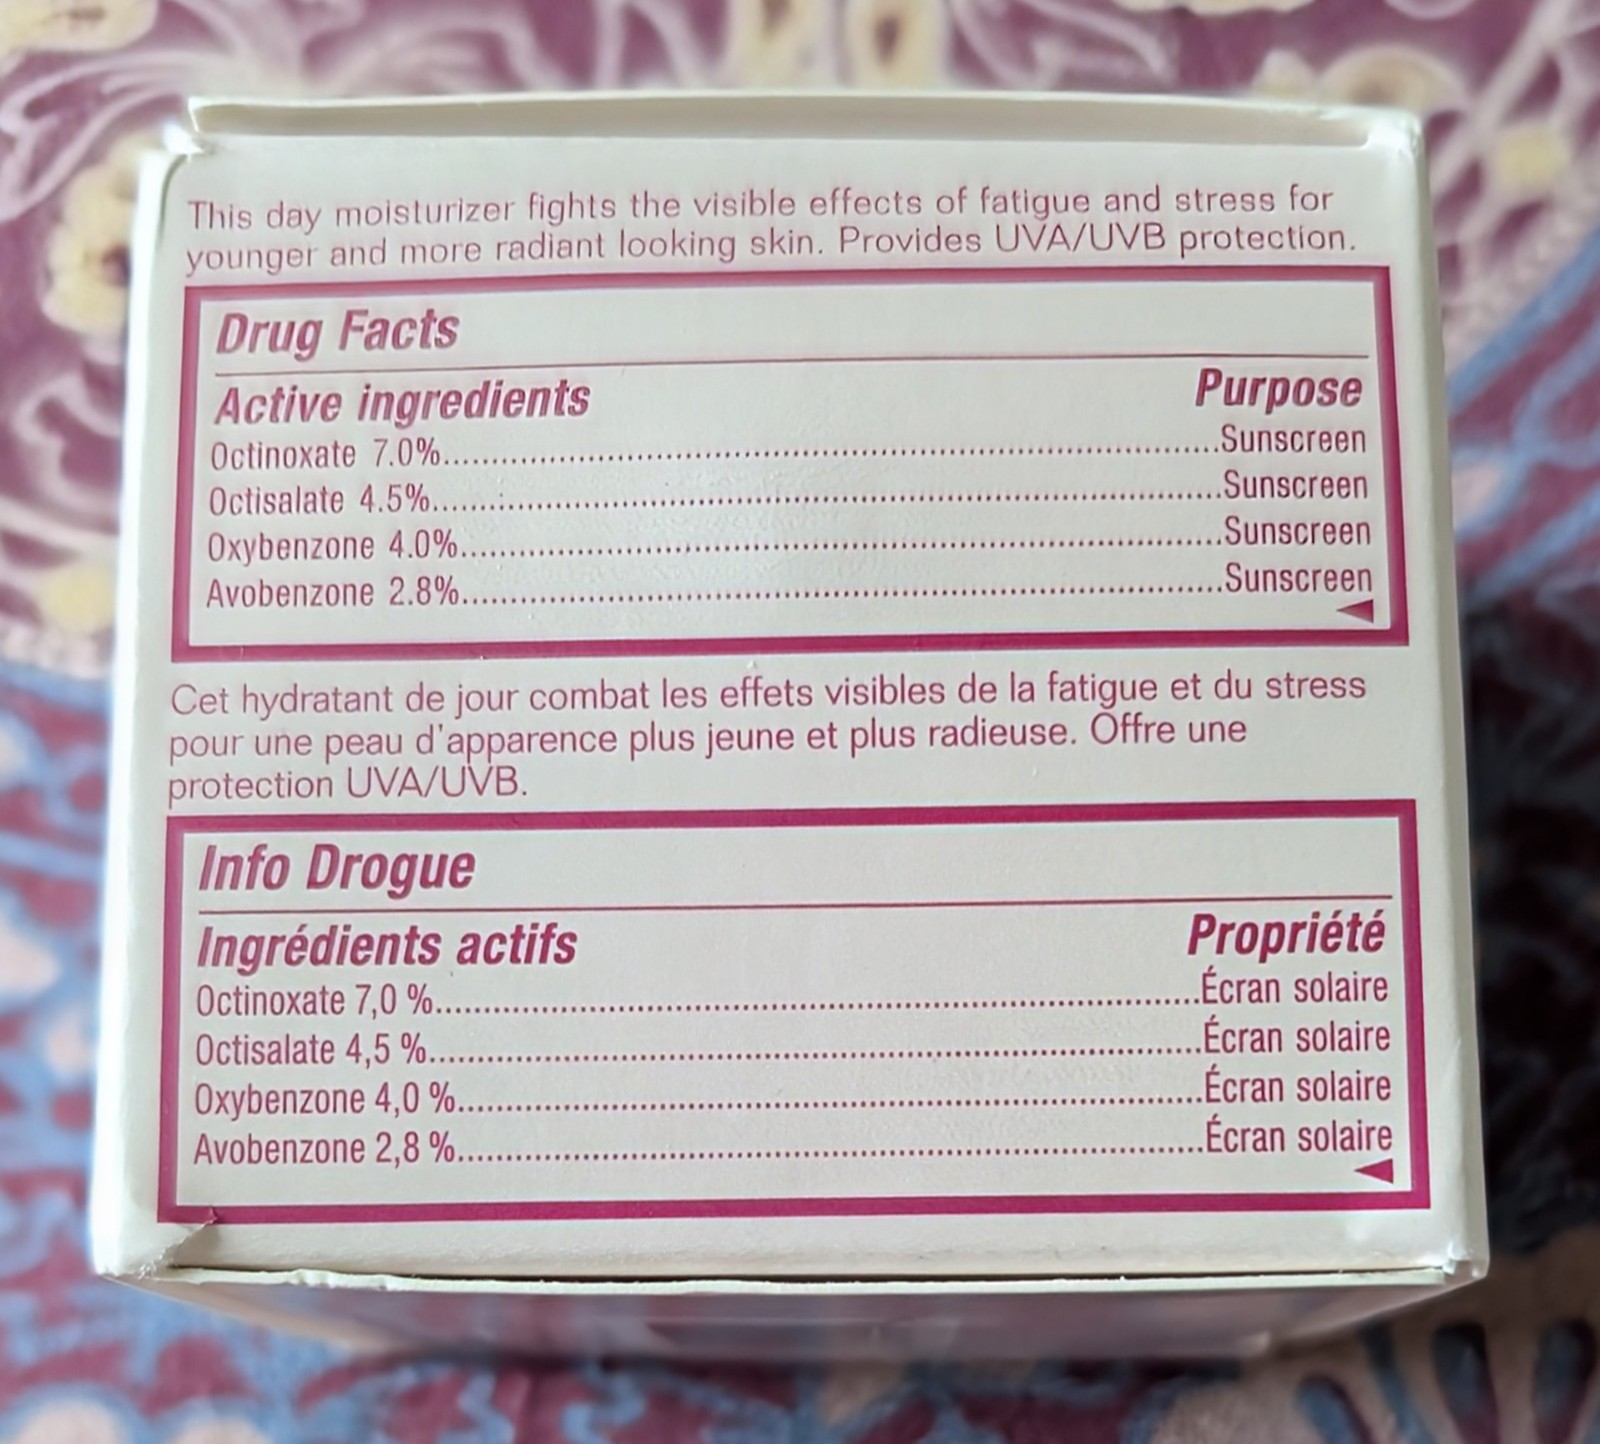 This day moisturizer fights the visible effects of fatigue and stress for
younger and more radiant looking skin. Provides UVA/UVB protection.
Drug Facts
Active ingredients Purpose
Octinoxate 7.0%....................Sunscreen
Octisalate 4.5%....................Sunscreen
Oxybenzone 4.0%....................Sunscreen
Avobenzone 2.8%....................Sunscreen
Cet hydratant de jour combat les effets visibles de la fatigue et du stress
pour une peau d'apparence plus jeune et plus radieuse. Offre une
protection UVA/UVB.
Info Drogue
Ingrédients actifs Propriété
Octinoxate 7,0 %....................Écran solaire
Octisalate 4,5 %....................Écran solaire
Oxybenzone 4,0 %....................Écran solaire
Avobenzone 2,8 %....................Écran solaire